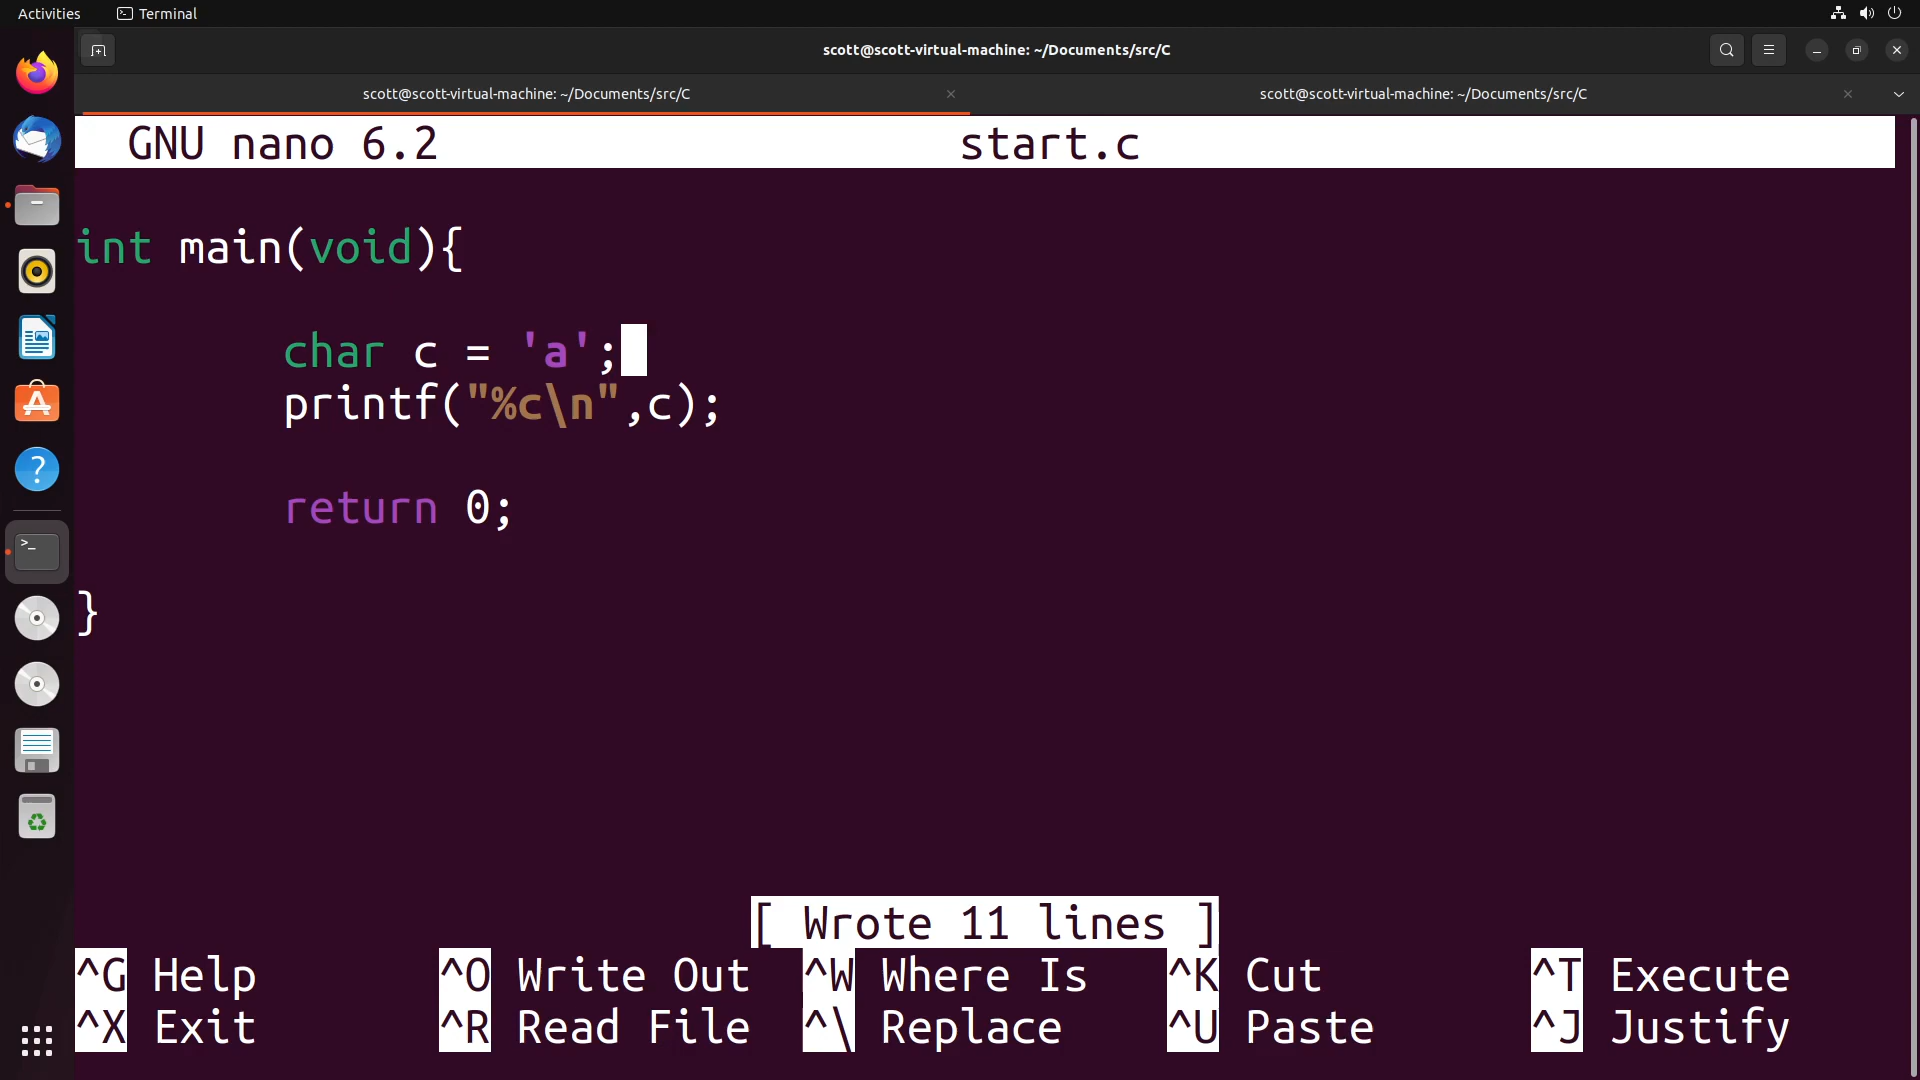 Activities
Terminal
scott@scott-virtual-machine: ~/Documents/src/C
scott@scott-virtual-machine: ~/Documents/src/C
scott@scott-virtual-machine: ~/Documents/src/C
GNU nano 6.2 start.c
int main(void){
char c = 'a';
printf("%c\n",c);
return 0;
}
[ Wrote 11 lines ]
^G Help ^O Write Out ^W Where Is ^K Cut ^T Execute
^X Exit ^R Read File ^\ Replace ^U Paste ^J Justify